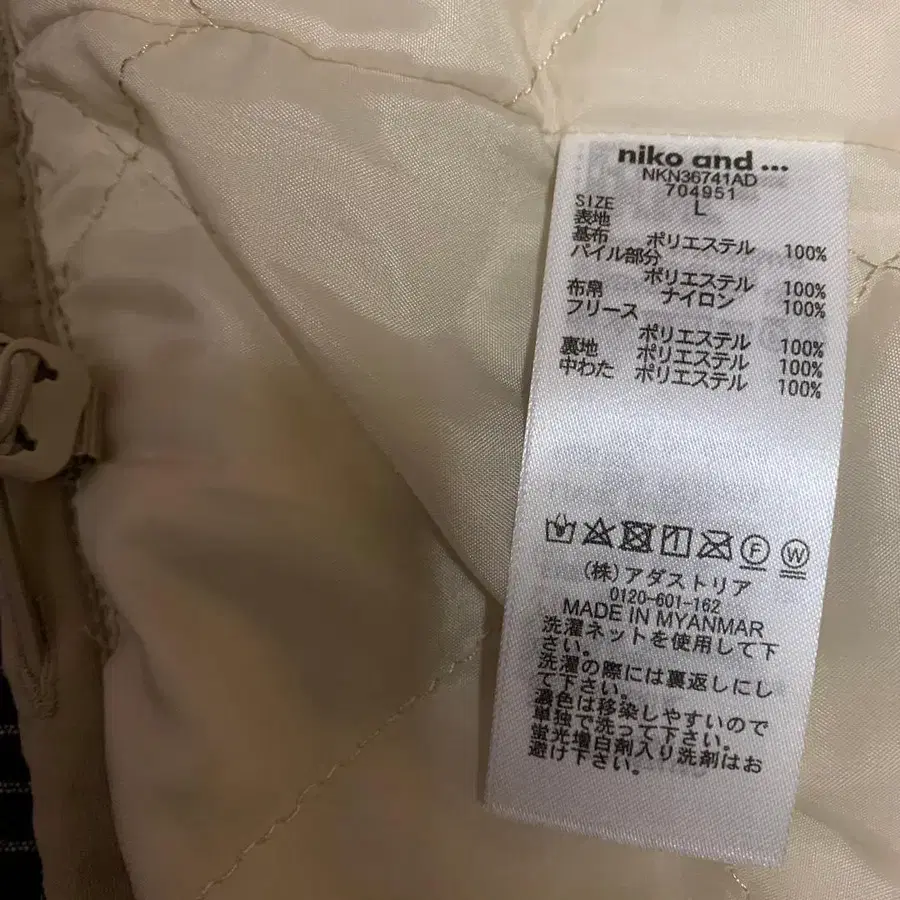 niko and ...
NKN36741AD
704951
SIZE L
表地
基布 ポリエステル 100%
パイル部分
ポリエステル 100%
布帛 ナイロン 100%
フリース
ポリエステル 100%
裏地 ポリエステル 100%
中わた ポリエステル 100%
F W
(株)アダストリア
0120-601-162
MADE IN MYANMAR
洗濯ネットを使用して下
さい。
洗濯の際には裏返しにし
て下さい。
濃色は移染しやすいので
単独で洗って下さい。
蛍光増白剤入り洗剤はお
避け下さい。